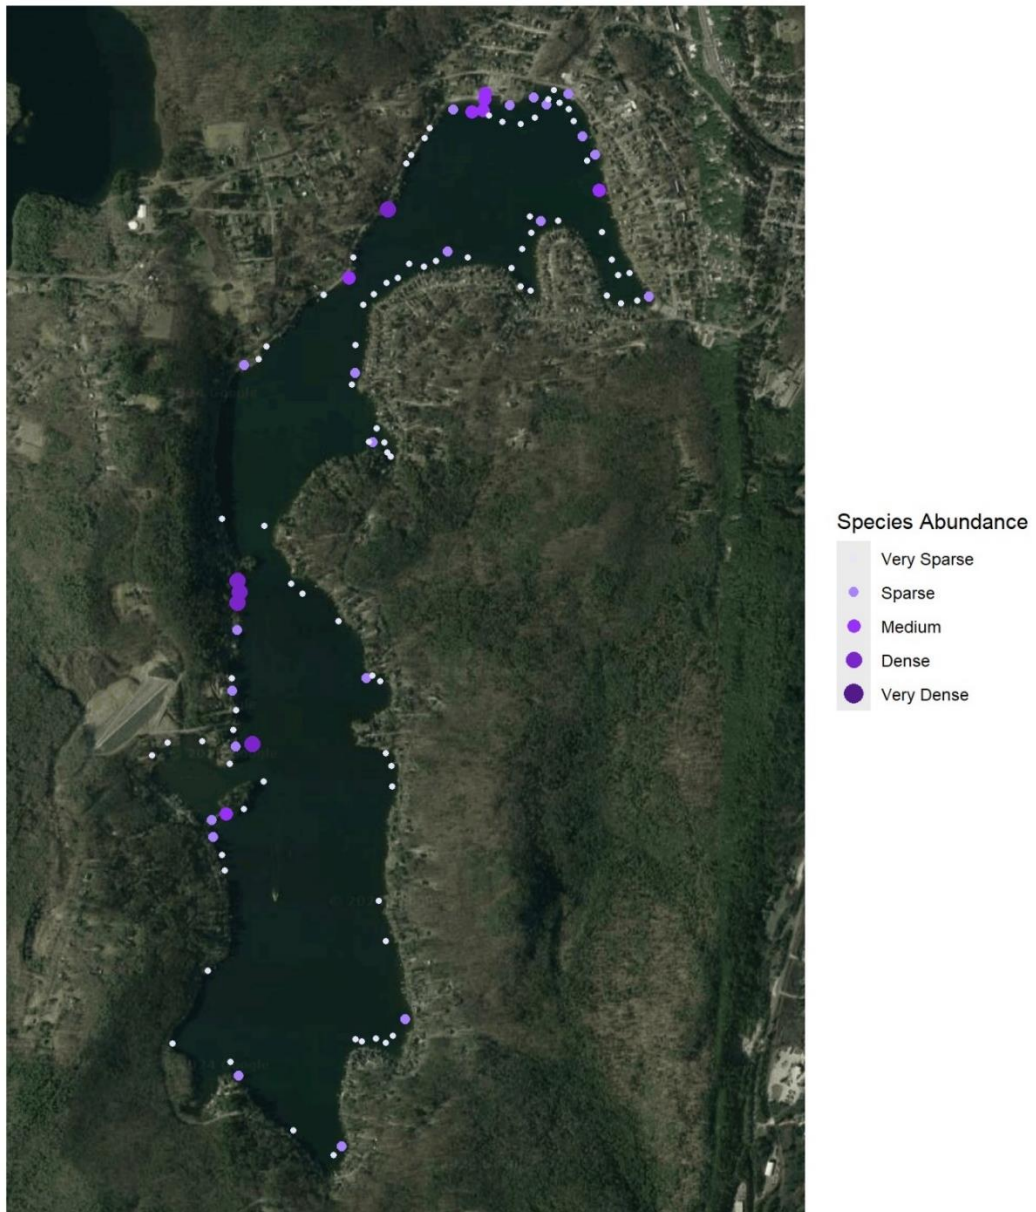 Species Abundance
Very Sparse
Sparse
Medium
Dense
Very Dense